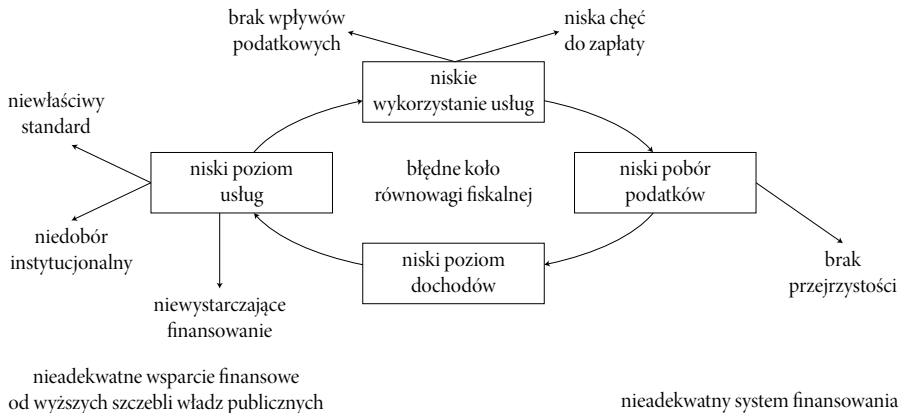 brak wpływów
podatkowych
niska chęć
do zapłaty
niskie
wykorzystanie usług
niewłaściwy
standard
niski poziom
usług
błędne koło
równowagi fiskalnej
niski pobór
podatków
niedobór
instytucjonalny
niski poziom
dochodów
brak
przejrzystości
niewystarczające
finansowanie
nieadekwatne wsparcie finansowe
od wyższych szczebli władz publicznych
nieadekwatny system finansowania